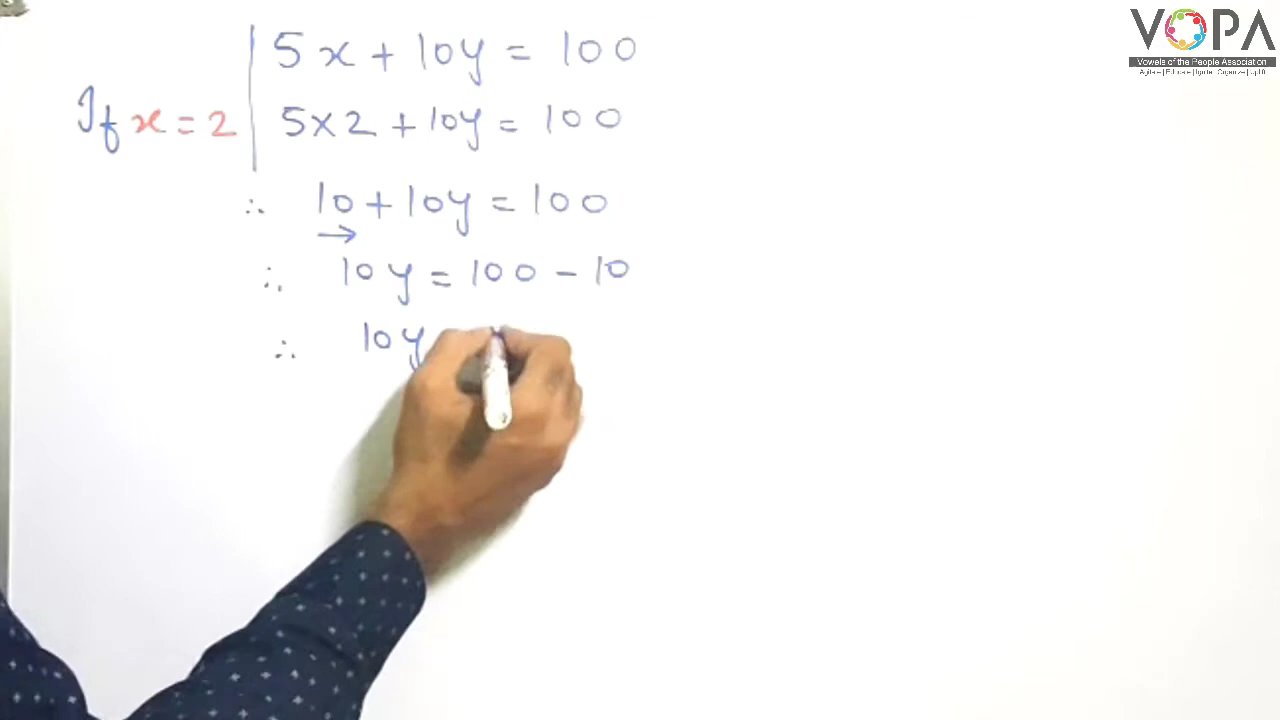 VOPA
Vowels of the People Association
5x + 10y = 100
If x = 2
5×2 + 10y = 100
∴ 10 + 10y = 100
→
∴ 10y = 100 - 10
∴ 10y